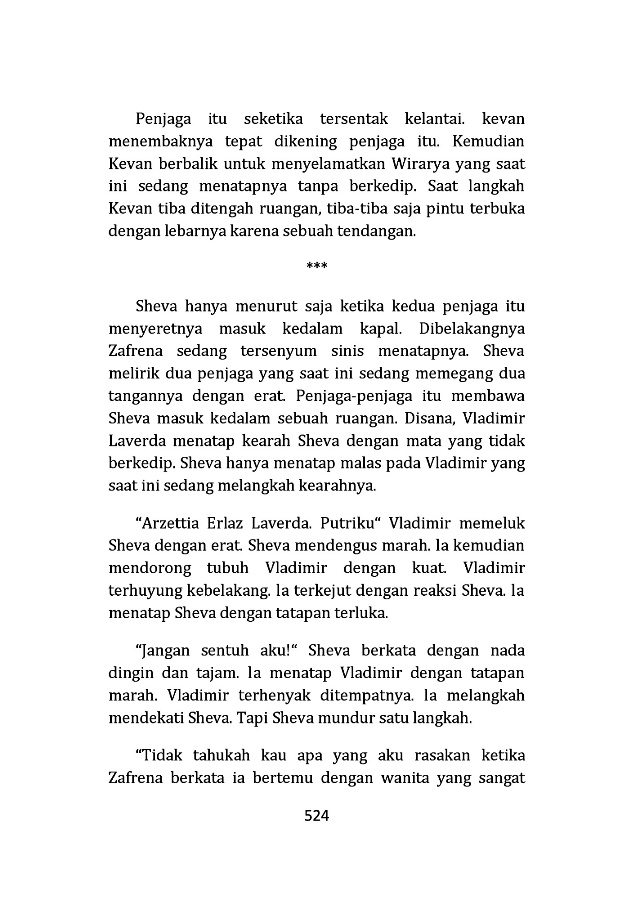 Penjaga itu seketika tersentak kelantai. kevan
menembaknya tepat dikening penjaga itu. Kemudian
Kevan berbalik untuk menyelamatkan Wirarya yang saat
ini sedang menatapnya tanpa berkedip. Saat langkah
Kevan tiba ditengah ruangan, tiba-tiba saja pintu terbuka
dengan lebarnya karena sebuah tendangan.
***
Sheva hanya menurut saja ketika kedua penjaga itu
menyeretnya masuk kedalam kapal. Dibelakangnya
Zafrena sedang tersenyum sinis menatapnya. Sheva
melirik dua penjaga yang saat ini sedang memegang dua
tangannya dengan erat. Penjaga-penjaga itu membawa
Sheva masuk kedalam sebuah ruangan. Disana, Vladimir
Laverda menatap kearah Sheva dengan mata yang tidak
berkedip. Sheva hanya menatap malas pada Vladimir yang
saat ini sedang melangkah kearahnya.
“Arzettia Erlaz Laverda. Putriku“ Vladimir memeluk
Sheva dengan erat. Sheva mendengus marah. Ia kemudian
mendorong tubuh Vladimir dengan kuat. Vladimir
terhuyung kebelakang. Ia terkejut dengan reaksi Sheva. Ia
menatap Sheva dengan tatapan terluka.
“Jangan sentuh aku!“ Sheva berkata dengan nada
dingin dan tajam. Ia menatap Vladimir dengan tatapan
marah. Vladimir terhenyak ditempatnya. Ia melangkah
mendekati Sheva. Tapi Sheva mundur satu langkah.
“Tidak tahukah kau apa yang aku rasakan ketika
Zafrena berkata ia bertemu dengan wanita yang sangat
524